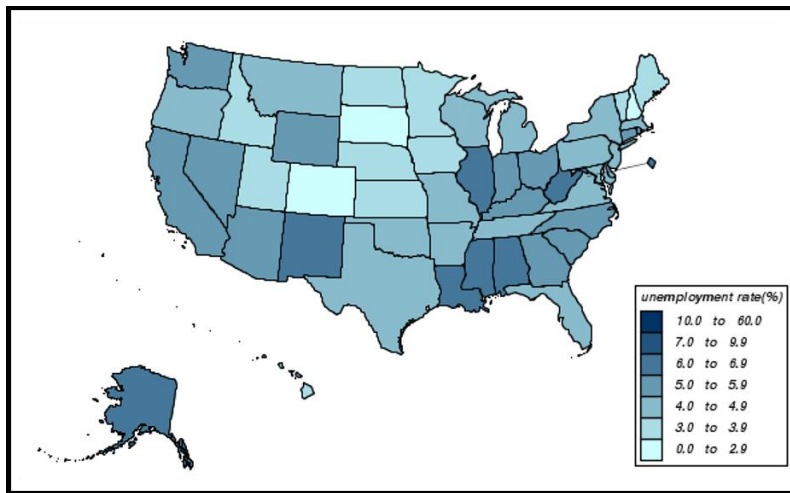 unemployment rate(%)
10.0 to 60.0
7.0 to 9.9
6.0 to 6.9
5.0 to 5.9
4.0 to 4.9
3.0 to 3.9
0.0 to 2.9